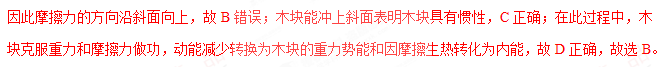 因此摩擦力的方向沿斜面向上，故 B 错误；木块能冲上斜面表明木块具有惯性，C 正确；在此过程中，木
块克服重力和摩擦力做功，动能减少转换为木块的重力势能和因摩擦生热转化为内能，故 D 正确，故选 B。